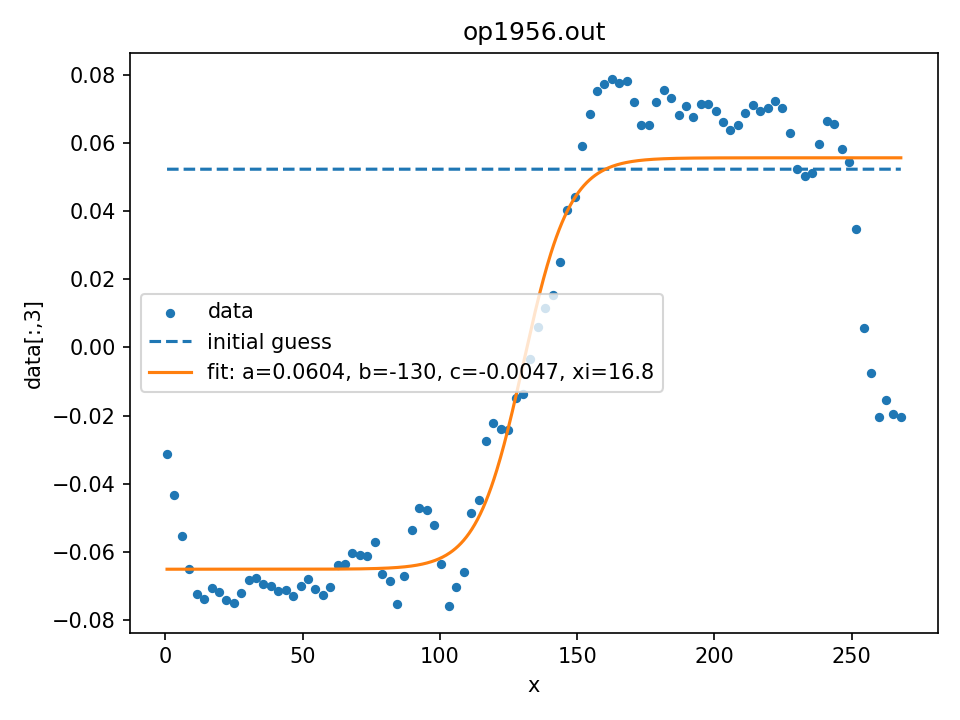 op1956.out
0.08
0.06
0.04
0.02
0.00
−0.02
−0.04
−0.06
−0.08
data[:,3]
data
initial guess
fit: a=0.0604, b=-130, c=-0.0047, xi=16.8
0 50 100 150 200 250
x